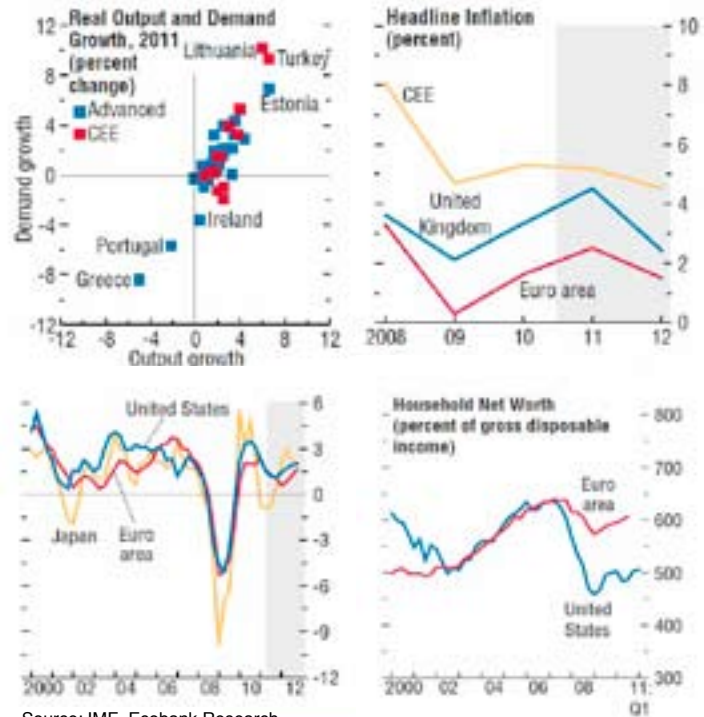 Real Output and Demand
Growth, 2011
(percent
change)
Advanced
CEE
Lithuania
Turkey
Estonia
Ireland
Portugal
Greece
Demand growth
12
8
4
0
-4
-8
-12
-12 -8 -4 0 4 8 12
Output growth
Headline Inflation
(percent)
CEE
United
Kingdom
Euro area
10
8
6
4
2
0
2008 09 10 11 12
United States
Japan
Euro
area
6
3
0
-3
-6
-9
-12
2000 02 04 06 08 10 12
Household Net Worth
(percent of gross disposable
income)
Euro
area
United
States
800
700
600
500
400
300
2000 02 04 06 08 11:
Q1
Source: IMF, Ecobank Research